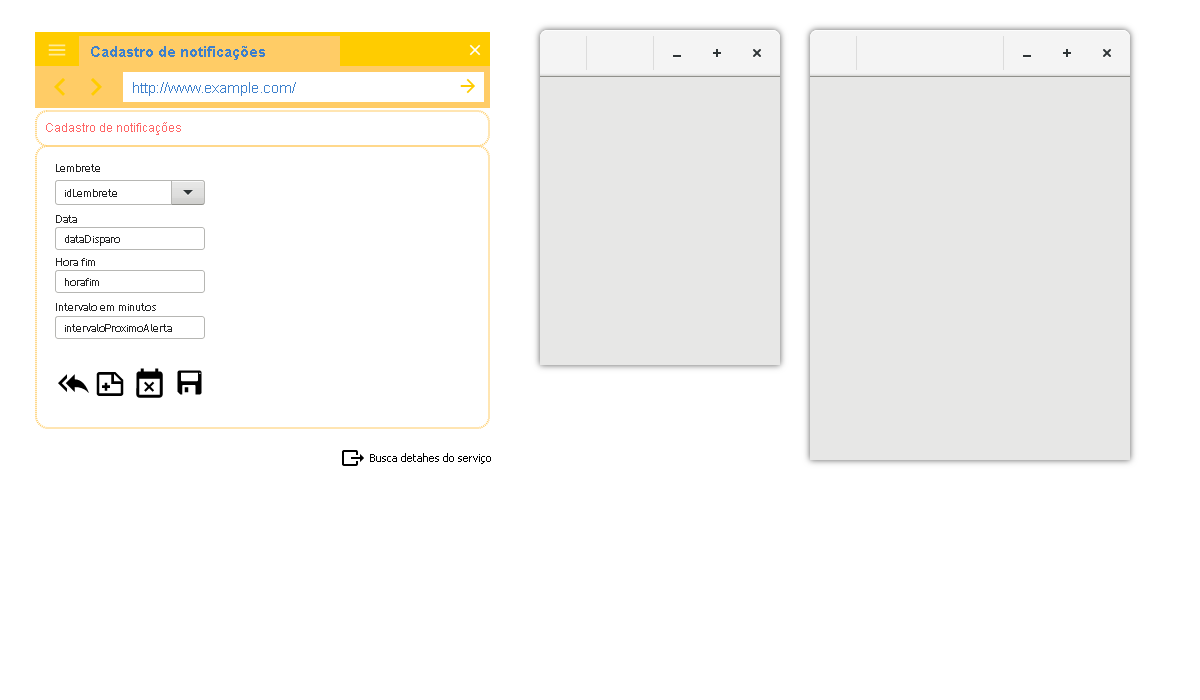 Cadastro de notificações
http://www.example.com/
Cadastro de notificações
Lembrete
idLembrete
Data
dataDisparo
Hora fim
horafim
Intervalo em minutos
intervaloProximoAlerta
Busca detahes do serviço